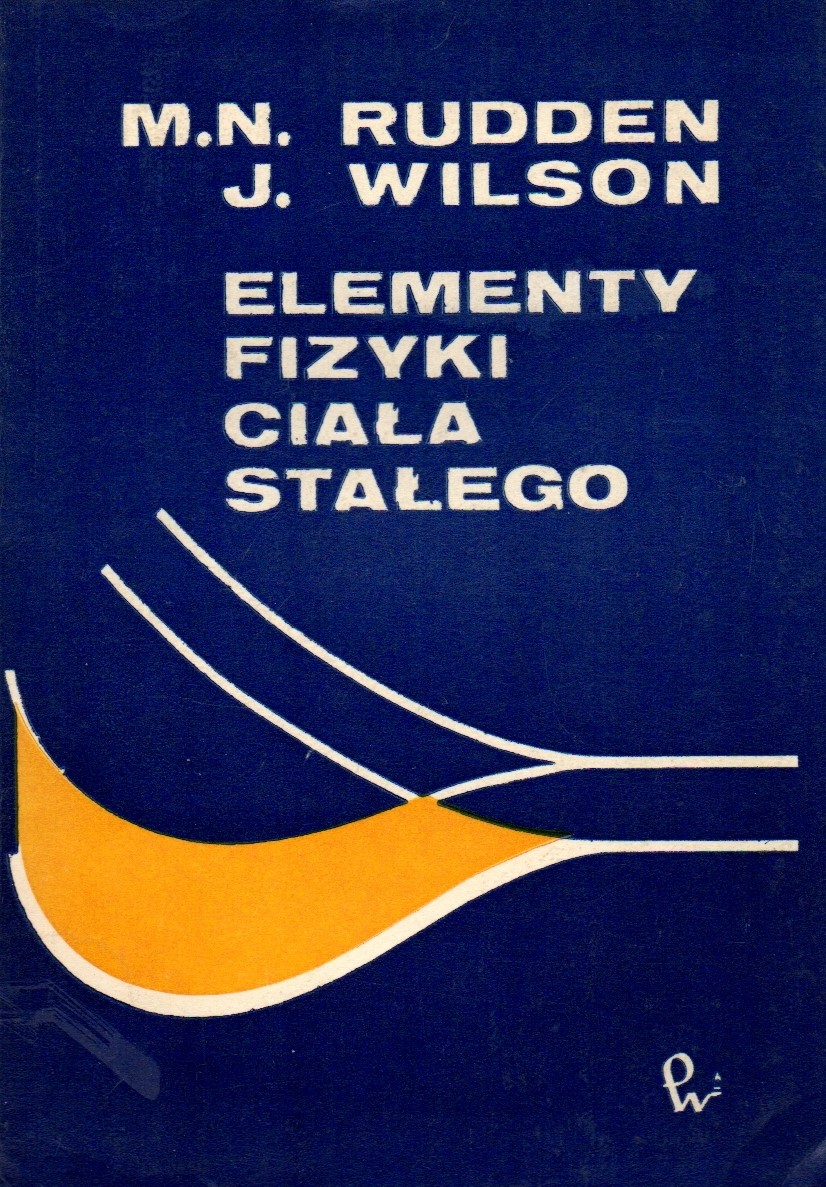 M.N. RUDDEN
J. WILSON
ELEMENTY
FIZYKI
CIAŁA
STAŁEGO